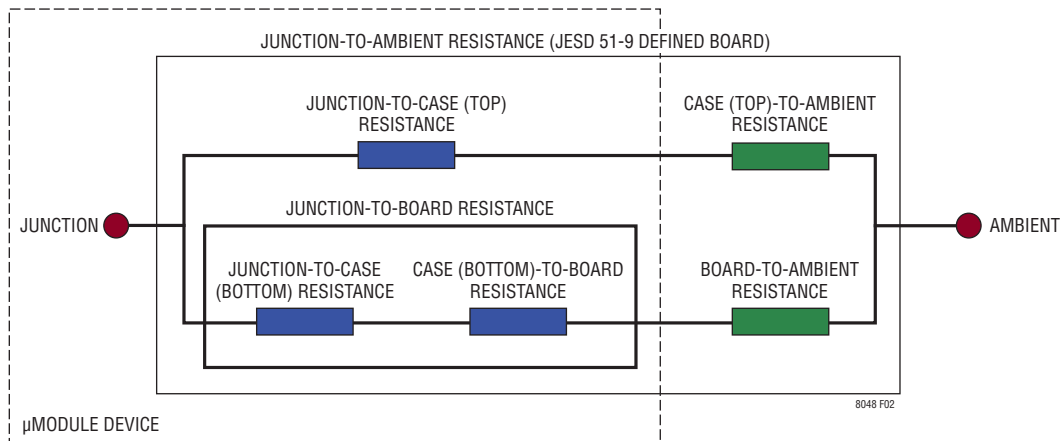 JUNCTION-TO-AMBIENT RESISTANCE (JESD 51-9 DEFINED BOARD)
JUNCTION-TO-CASE (TOP)
RESISTANCE
CASE (TOP)-TO-AMBIENT
RESISTANCE
JUNCTION
JUNCTION-TO-BOARD RESISTANCE
AMBIENT
JUNCTION-TO-CASE
(BOTTOM) RESISTANCE
CASE (BOTTOM)-TO-BOARD
RESISTANCE
BOARD-TO-AMBIENT
RESISTANCE
8048 F02
µMODULE DEVICE